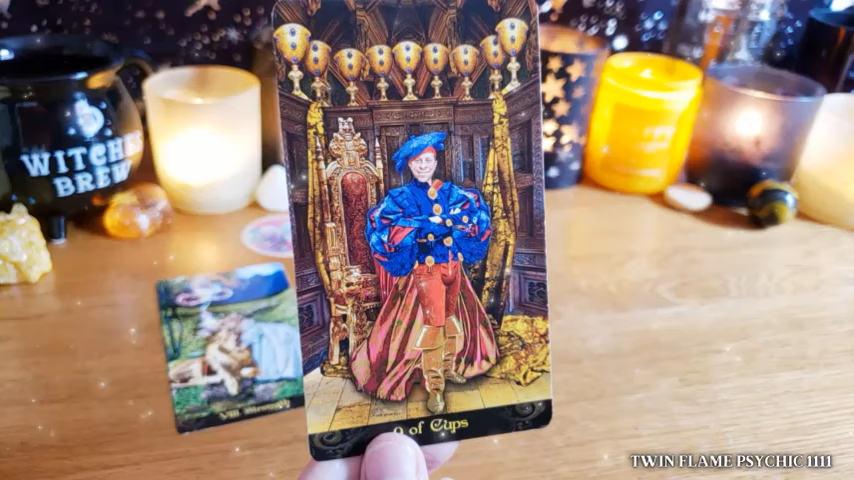 WITCHES
BREW
9 of Cups
VIII Strength
TWIN FLAME PSYCHIC 1111